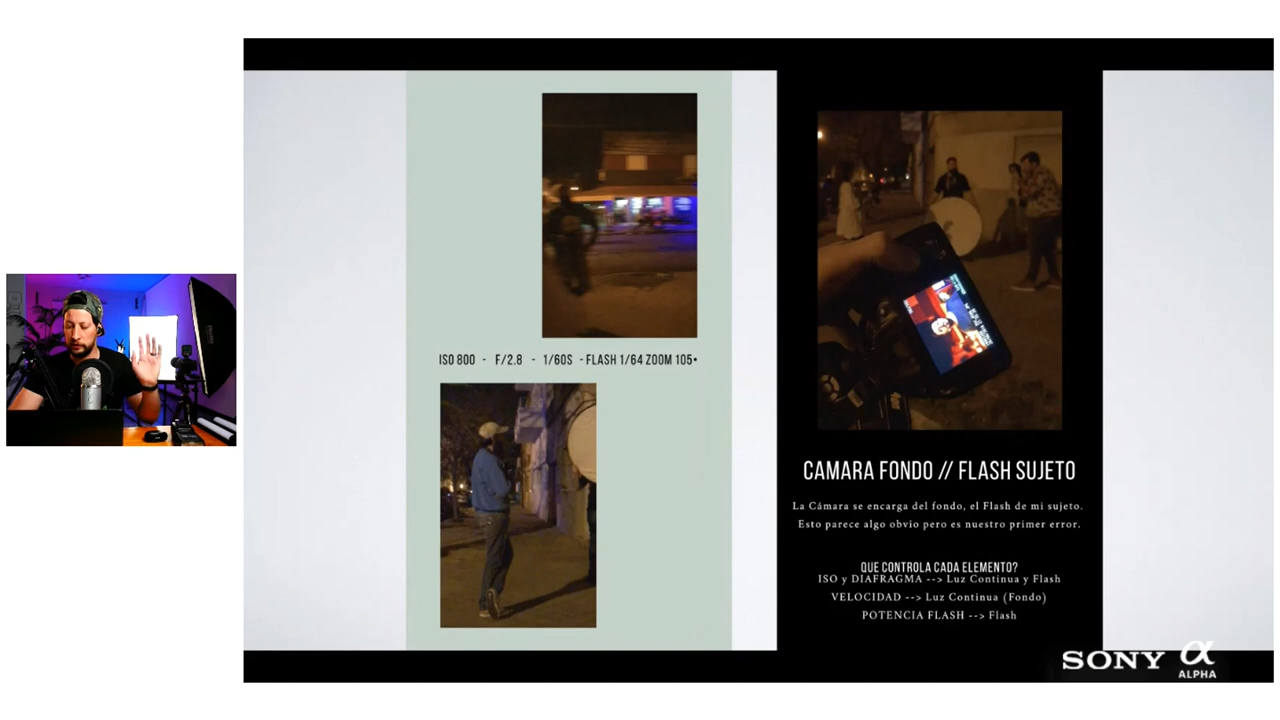 ISO 800 - F/2.8 - 1/60S - FLASH 1/64 ZOOM 105•
CAMARA FONDO // FLASH SUJETO
La Cámara se encarga del fondo, el Flash de mi sujeto.
Esto parece algo obvio pero es nuestro primer error.
QUE CONTROLA CADA ELEMENTO?
ISO y DIAFRAGMA --> Luz Continua y Flash
VELOCIDAD --> Luz Continua (Fondo)
POTENCIA FLASH --> Flash
SONY α
ALPHA